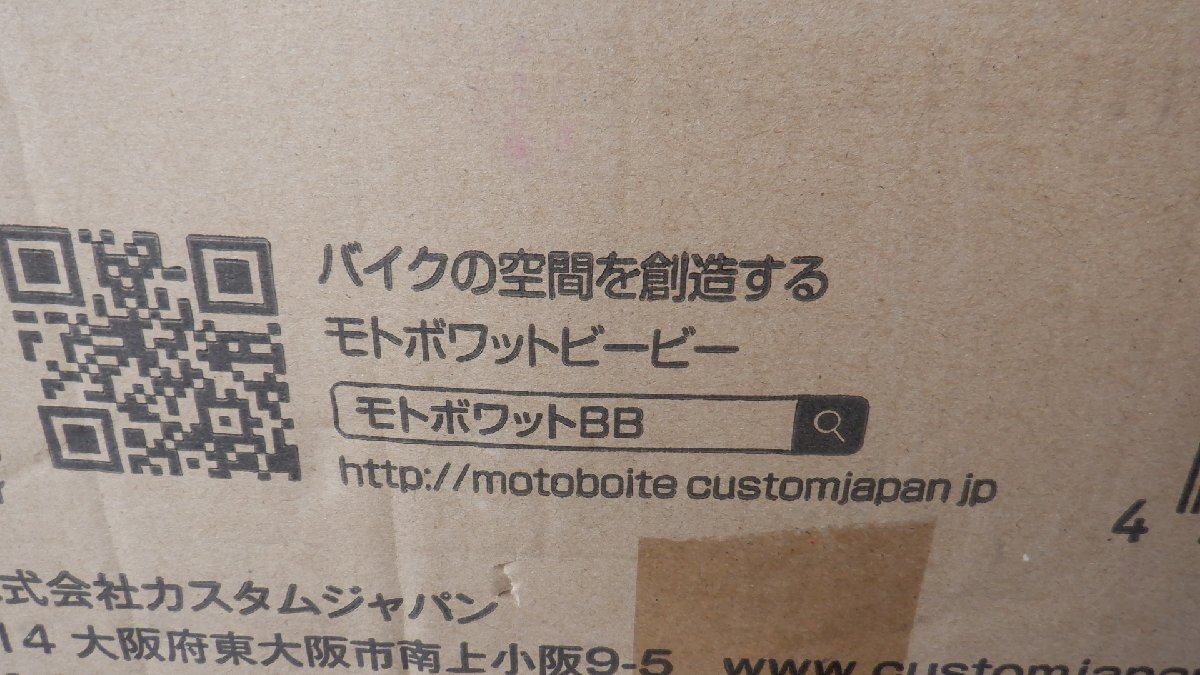 バイクの空間を創造する
モトボワットビービー
モトボワットBB
http://motoboite customjapan jp
4
式会社カスタムジャパン
14 大阪府東大阪市南上小阪9-5 www.customjapan